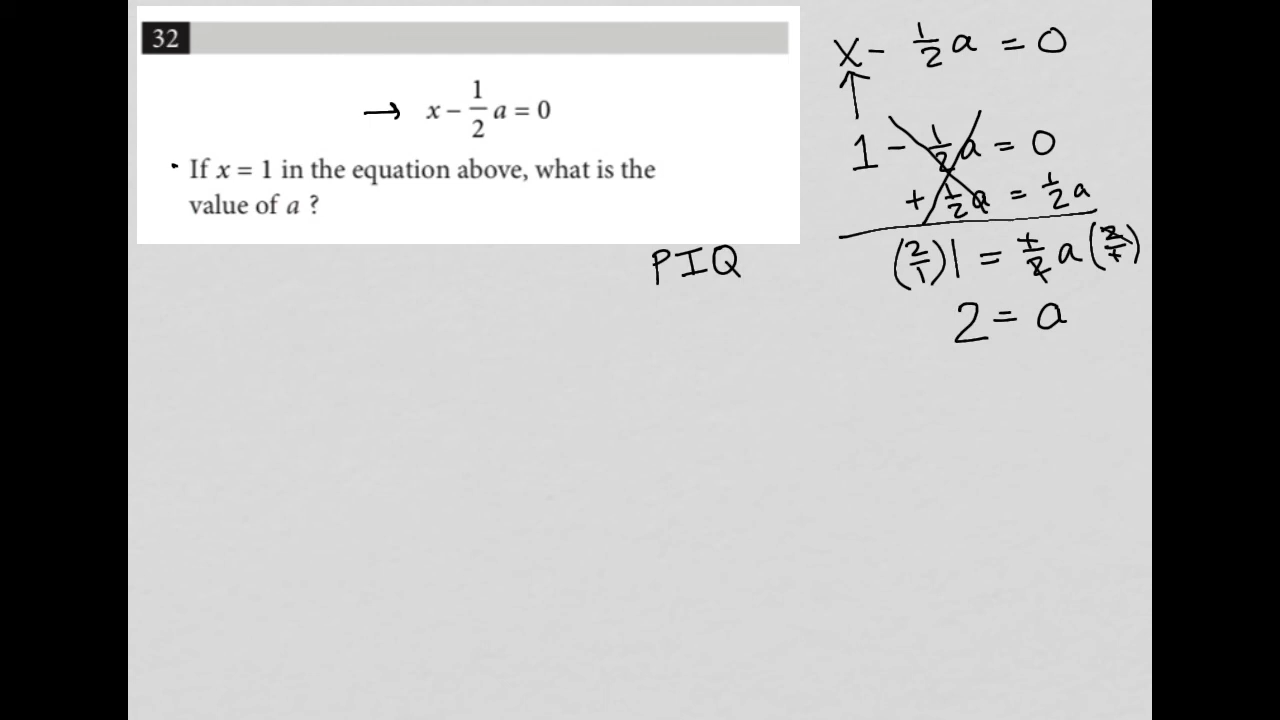 32
→ x − 1/2 a = 0
· If x = 1 in the equation above, what is the
value of a ?
PIQ
x − 1/2 a = 0
↑
1 − 1/2 a = 0
+ 1/2 a = 1/2 a
(2/1) 1 = 1/2 a (2/1)
2 = a